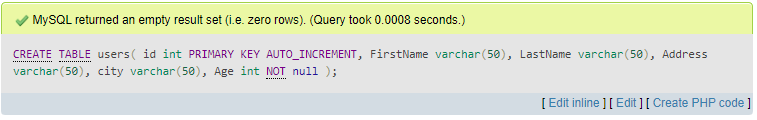 MySQL returned an empty result set (i.e. zero rows). (Query took 0.0008 seconds.)
CREATE TABLE users( id int PRIMARY KEY AUTO_INCREMENT, FirstName varchar(50), LastName varchar(50), Address
varchar(50), city varchar(50), Age int NOT null );
[ Edit inline ] [ Edit ] [ Create PHP code ]